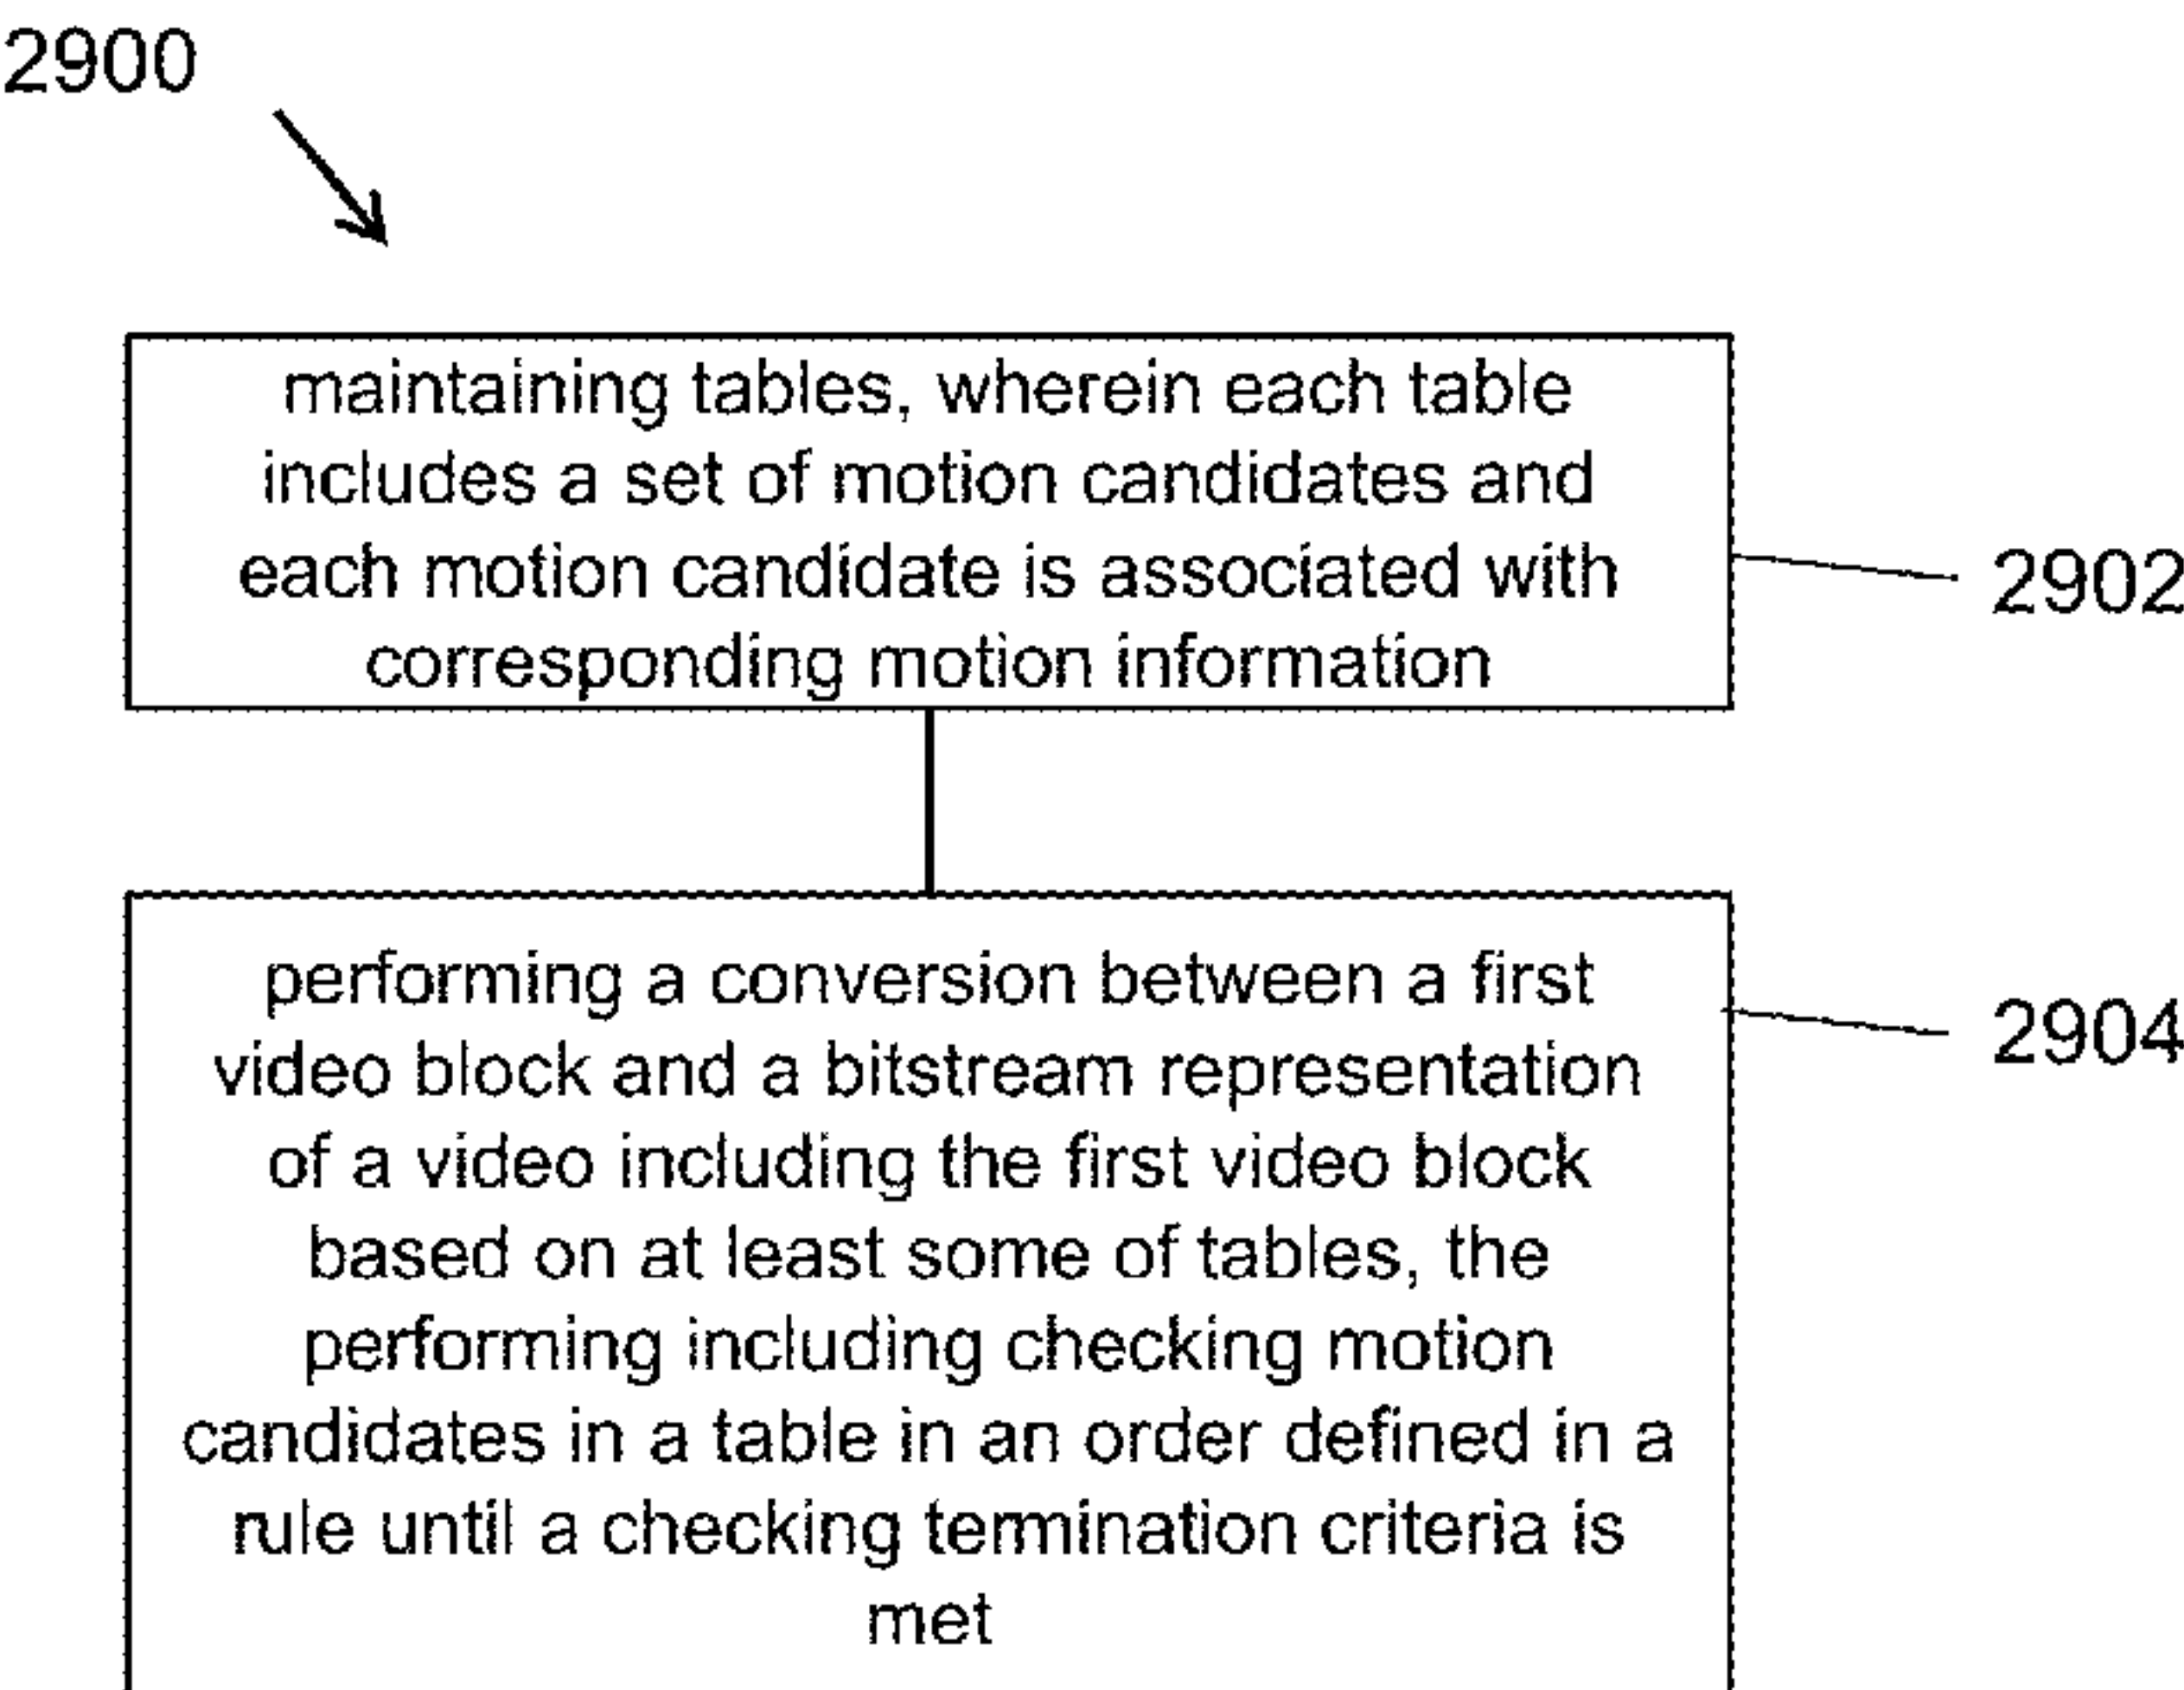 2900
maintaining tables, wherein each table
includes a set of motion candidates and
each motion candidate is associated with
corresponding motion information
2902
performing a conversion between a first
video block and a bitstream representation
of a video including the first video block
based on at least some of tables, the
performing including checking motion
candidates in a table in an order defined in a
rule until a checking termination criteria is
met
2904